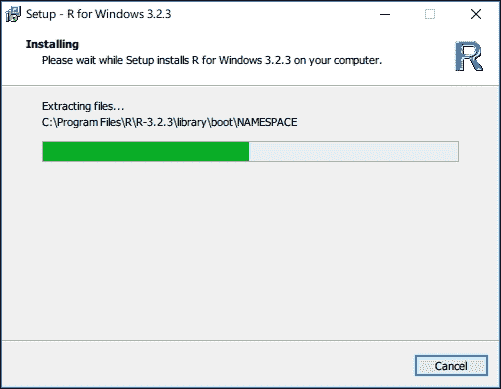 Setup - R for Windows 3.2.3
Installing
Please wait while Setup installs R for Windows 3.2.3 on your computer.
R
Extracting files...
C:\Program Files\R\R-3.2.3\library\boot\NAMESPACE
Cancel